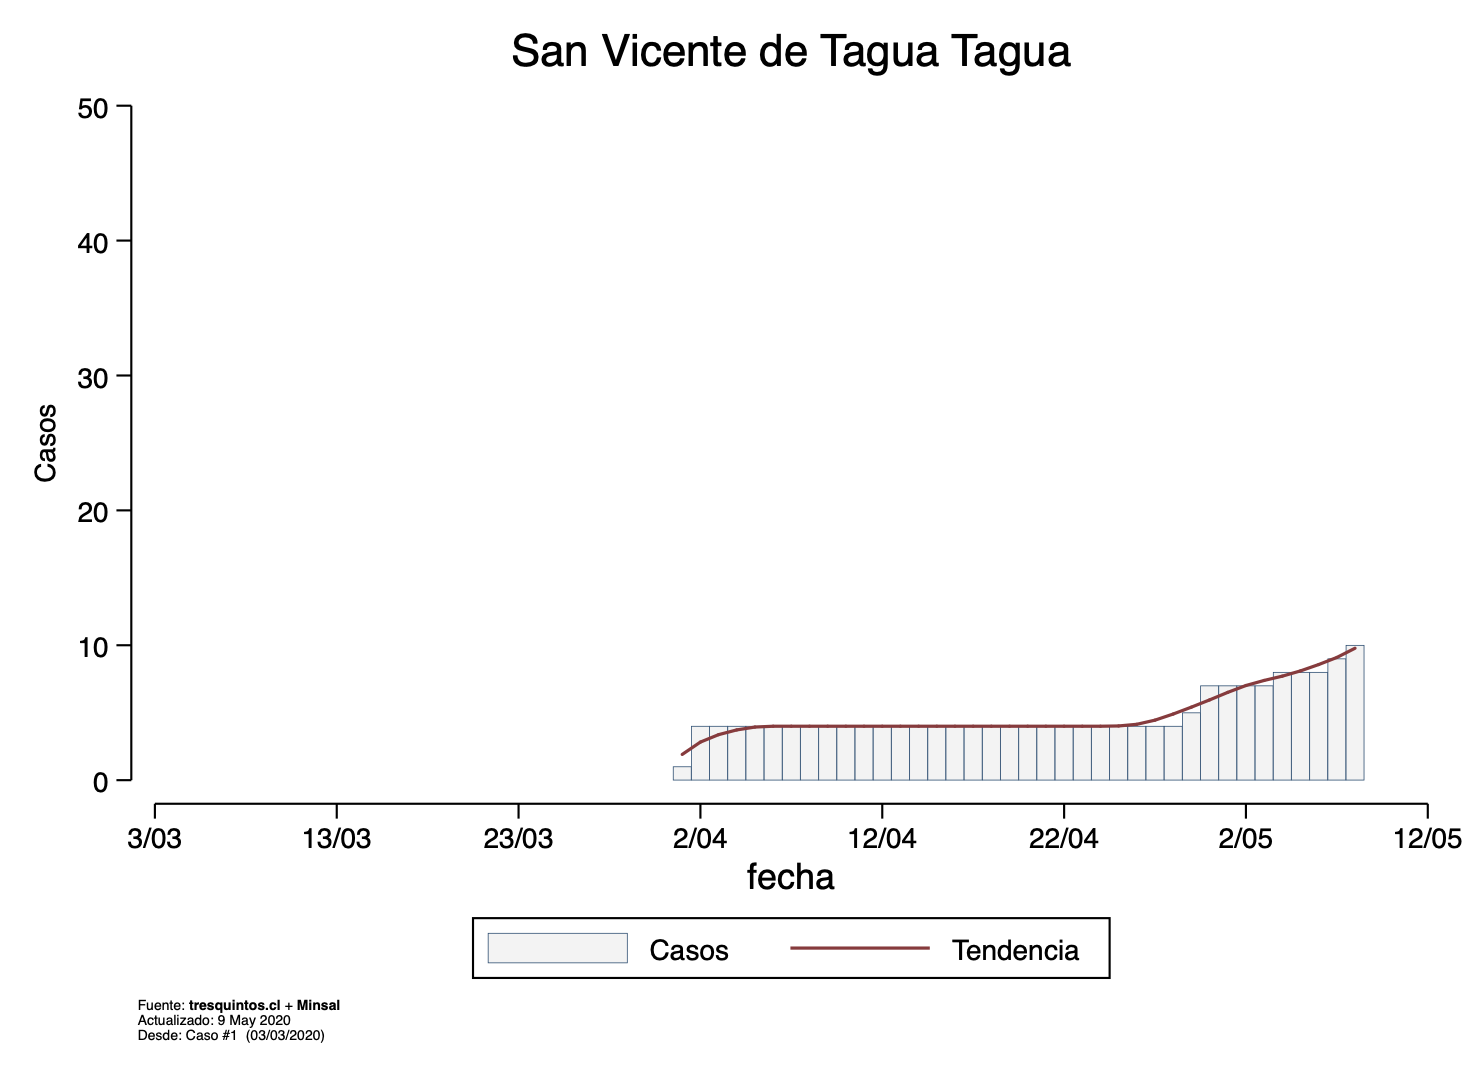 San Vicente de Tagua Tagua
50
40
30
20
10
0
Casos
3/03 13/03 23/03 2/04 12/04 22/04 2/05 12/05
fecha
Casos Tendencia
Fuente: tresquintos.cl + Minsal
Actualizado: 9 May 2020
Desde: Caso #1 (03/03/2020)